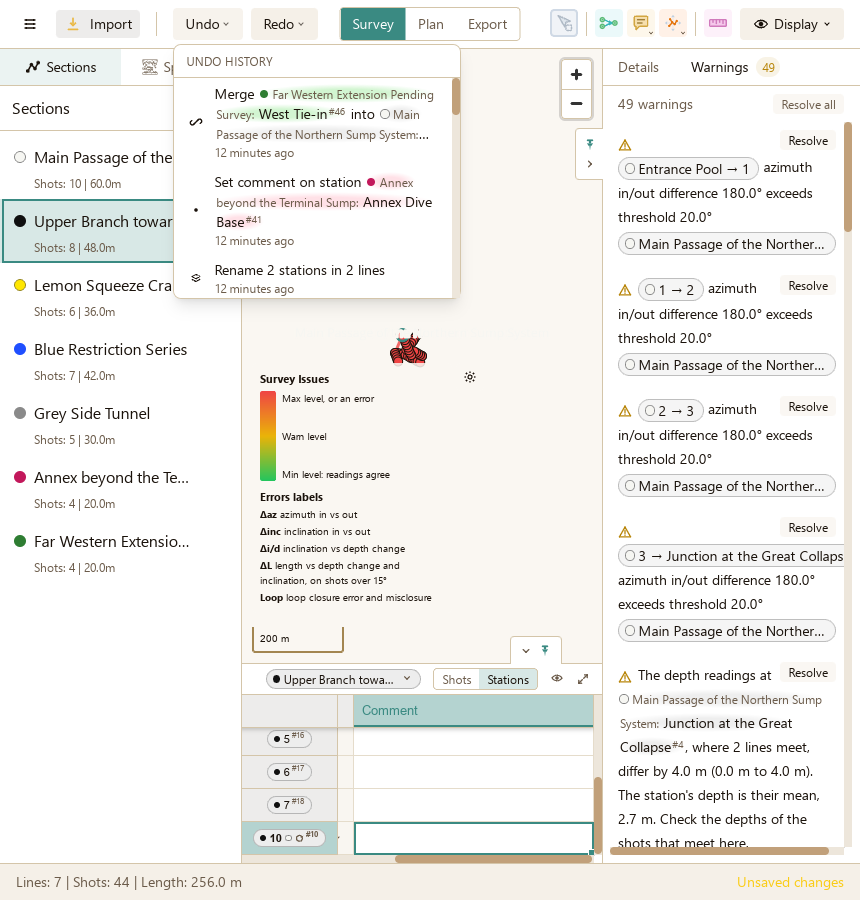 Import
Undo
Redo
Survey
Plan
Export
Display
Sections
Sp
Details
Warnings 49
Sections
UNDO HISTORY
Merge Far Western Extension Pending
Survey: West Tie-in#46 into Main
Passage of the Northern Sump System:...
12 minutes ago
Set comment on station Annex
beyond the Terminal Sump: Annex Dive
Base#41
12 minutes ago
Rename 2 stations in 2 lines
12 minutes ago
Main Passage of the
Shots: 10 | 60.0m
Upper Branch towar
Shots: 8 | 48.0m
Lemon Squeeze Cra
Shots: 6 | 36.0m
Blue Restriction Series
Shots: 7 | 42.0m
Grey Side Tunnel
Shots: 5 | 30.0m
Annex beyond the Te...
Shots: 4 | 20.0m
Far Western Extensio...
Shots: 4 | 20.0m
Survey Issues
Max level, or an error
Warn level
Min level: readings agree
Errors labels
Δaz azimuth in vs out
Δinc inclination in vs out
Δi/d inclination vs depth change
ΔL length vs depth change and
inclination, on shots over 15°
Loop loop closure error and misclosure
200 m
Upper Branch towa...
Shots
Stations
Comment
5 #16
6 #17
7 #18
10 #10
49 warnings
Resolve all
Resolve
Entrance Pool → 1 azimuth
in/out difference 180.0° exceeds
threshold 20.0°
Main Passage of the Norther...
Resolve
1 → 2 azimuth
in/out difference 180.0° exceeds
threshold 20.0°
Main Passage of the Norther...
Resolve
2 → 3 azimuth
in/out difference 180.0° exceeds
threshold 20.0°
Main Passage of the Norther...
Resolve
3 → Junction at the Great Collaps
azimuth in/out difference 180.0°
exceeds threshold 20.0°
Main Passage of the Norther...
The depth readings at Resolve
Main Passage of the Northern Sump
System: Junction at the Great
Collapse#4, where 2 lines meet,
differ by 4.0 m (0.0 m to 4.0 m).
The station's depth is their mean,
2.7 m. Check the depths of the
shots that meet here.
Lines: 7 | Shots: 44 | Length: 256.0 m
Unsaved changes